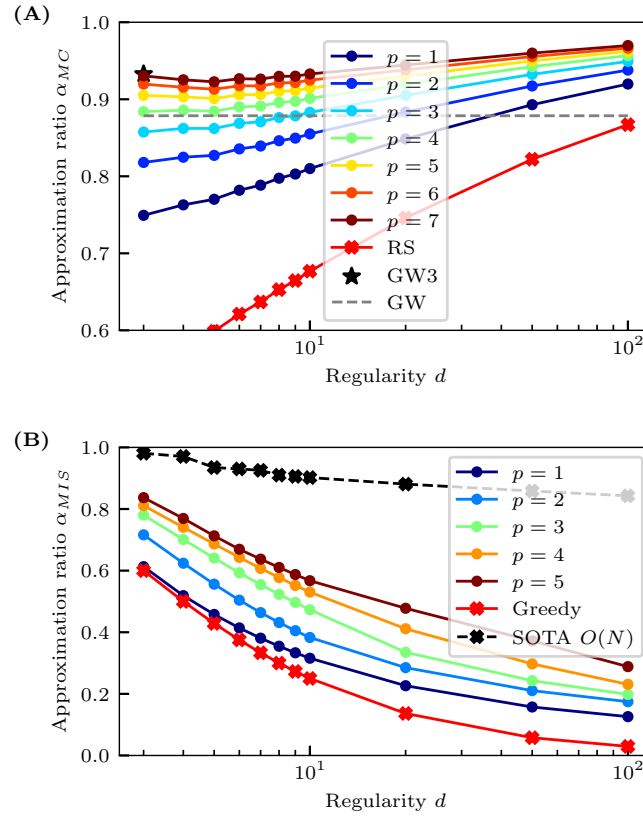 (A)
Approximation ratio α_MC
1.0
0.9
0.8
0.7
0.6
p = 1
p = 2
p = 3
p = 4
p = 5
p = 6
p = 7
RS
GW3
GW
10^1
10^2
Regularity d
(B)
Approximation ratio α_MIS
1.0
0.8
0.6
0.4
0.2
0.0
p = 1
p = 2
p = 3
p = 4
p = 5
Greedy
SOTA O(N)
10^1
10^2
Regularity d